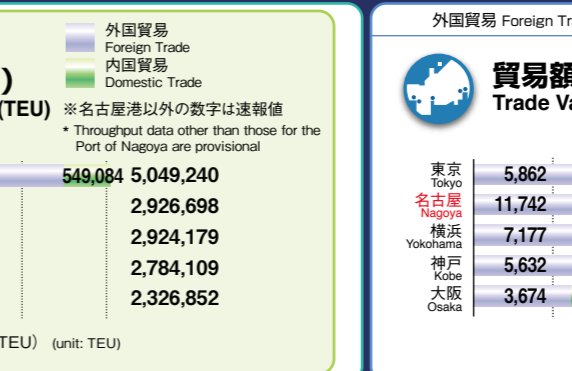 外国貿易
Foreign Trade
内国貿易
Domestic Trade
)
(TEU)
※名古屋港以外の数字は速報値
* Throughput data other than those for the
Port of Nagoya are provisional
549,084 5,049,240
2,926,698
2,924,179
2,784,109
2,326,852
TEU） (unit: TEU)
外国貿易 Foreign Tr
貿易額
Trade Va
東京
Tokyo
5,862
名古屋
Nagoya
11,742
横浜
Yokohama
7,177
神戸
Kobe
5,632
大阪
Osaka
3,674